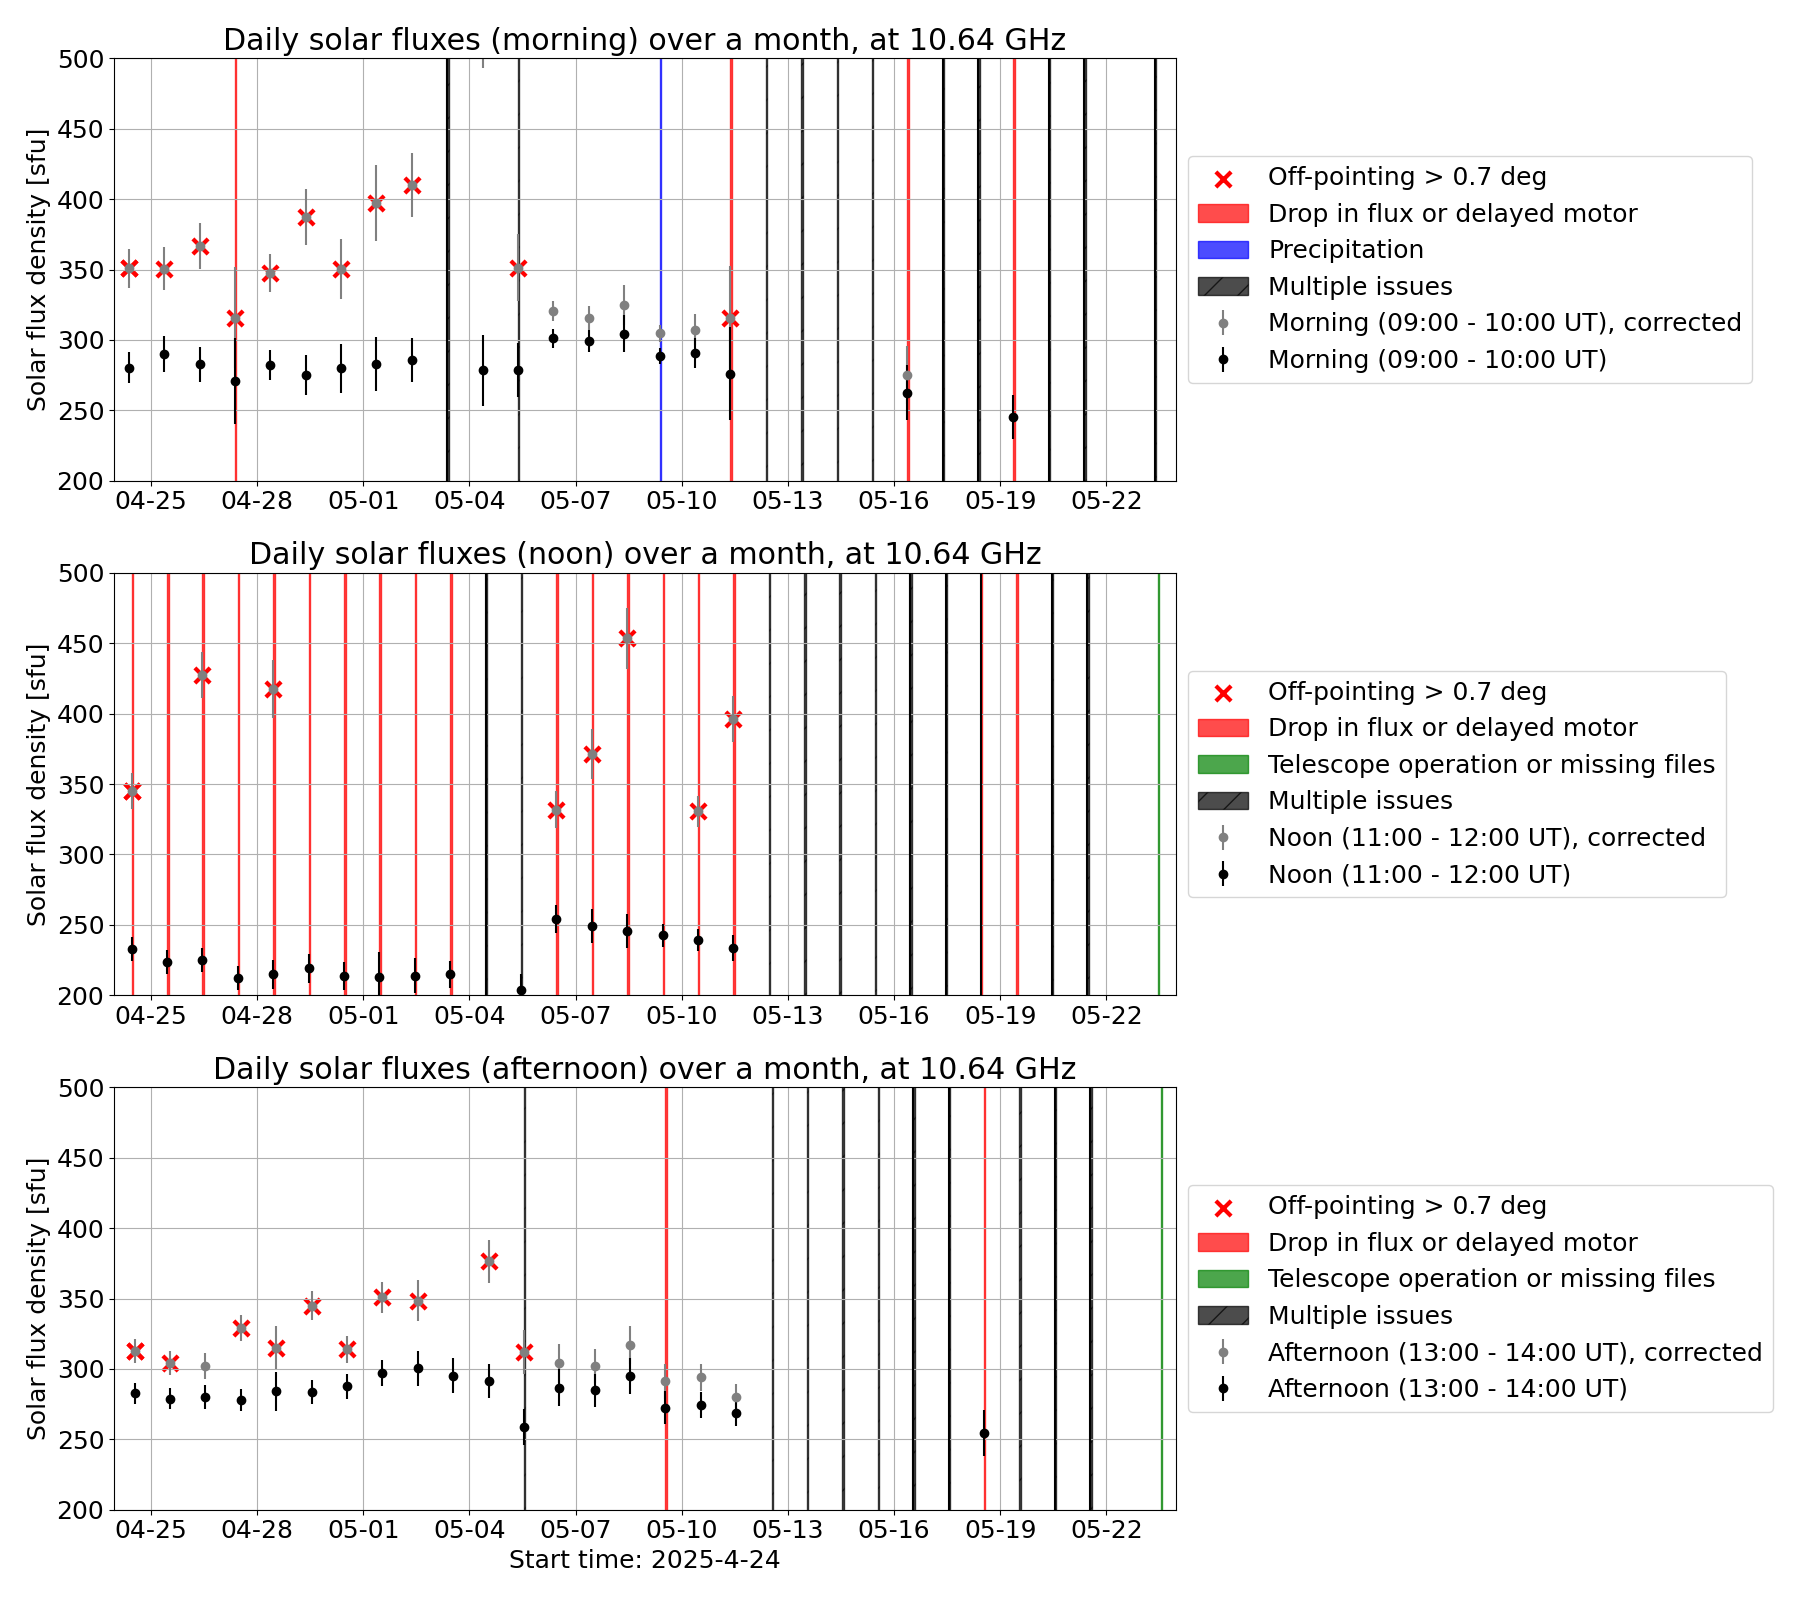 Daily solar fluxes (morning) over a month, at 10.64 GHz
Solar flux density [sfu]
500
450
400
350
300
250
200
04-25 04-28 05-01 05-04 05-07 05-10 05-13 05-16 05-19 05-22
Off-pointing > 0.7 deg
Drop in flux or delayed motor
Precipitation
Multiple issues
Morning (09:00 - 10:00 UT), corrected
Morning (09:00 - 10:00 UT)
Daily solar fluxes (noon) over a month, at 10.64 GHz
Solar flux density [sfu]
500
450
400
350
300
250
200
04-25 04-28 05-01 05-04 05-07 05-10 05-13 05-16 05-19 05-22
Off-pointing > 0.7 deg
Drop in flux or delayed motor
Telescope operation or missing files
Multiple issues
Noon (11:00 - 12:00 UT), corrected
Noon (11:00 - 12:00 UT)
Daily solar fluxes (afternoon) over a month, at 10.64 GHz
Solar flux density [sfu]
500
450
400
350
300
250
200
04-25 04-28 05-01 05-04 05-07 05-10 05-13 05-16 05-19 05-22
Start time: 2025-4-24
Off-pointing > 0.7 deg
Drop in flux or delayed motor
Telescope operation or missing files
Multiple issues
Afternoon (13:00 - 14:00 UT), corrected
Afternoon (13:00 - 14:00 UT)